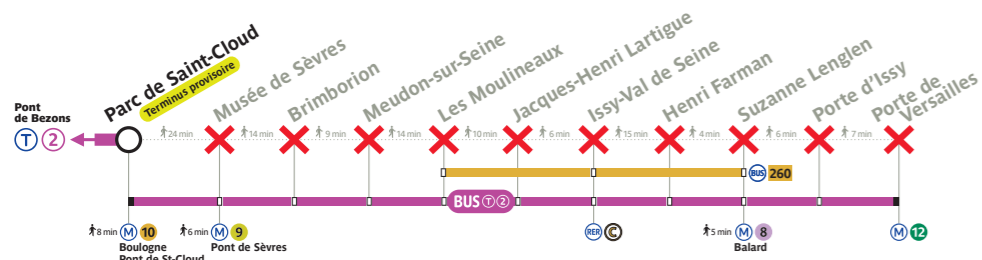 Parc de Saint-Cloud
Terminus provisoire
Musée de Sèvres
Brimborion
Meudon-sur-Seine
Les Moulineaux
Jacques-Henri Lartigue
Issy-Val de Seine
Henri Farman
Suzanne Lenglen
Porte d'Issy
Porte de
Versailles
Pont
de Bezons
T 2
24 min
14 min
9 min
14 min
10 min
6 min
15 min
4 min
6 min
7 min
BUS 260
BUS T 2
8 min M 10
Boulogne
Pont de St-Cloud
6 min M 9
Pont de Sèvres
RER C
5 min M 8
Balard
M 12